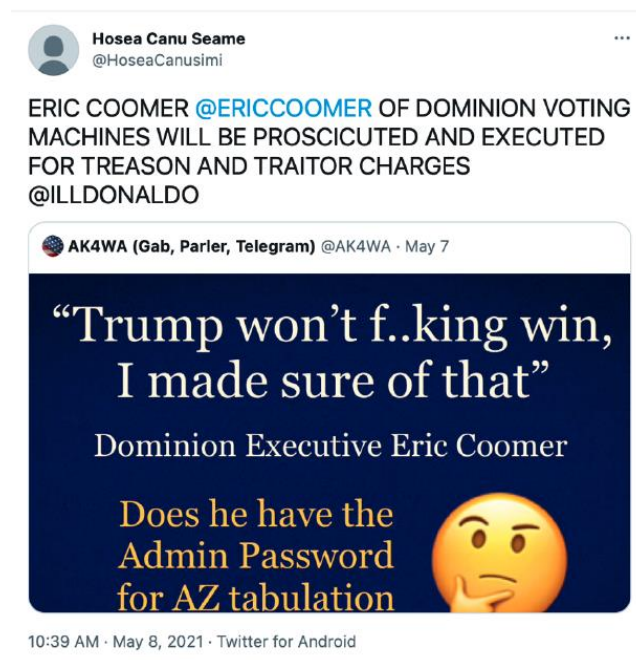 Hosea Canu Seame
@HoseaCanusimi
ERIC COOMER @ERICCOOMER OF DOMINION VOTING
MACHINES WILL BE PROSCICUTED AND EXECUTED
FOR TREASON AND TRAITOR CHARGES
@ILLDONALDO
AK4WA (Gab, Parler, Telegram) @AK4WA · May 7
“Trump won’t f..king win,
I made sure of that”
Dominion Executive Eric Coomer
Does he have the
Admin Password
for AZ tabulation
10:39 AM · May 8, 2021 · Twitter for Android